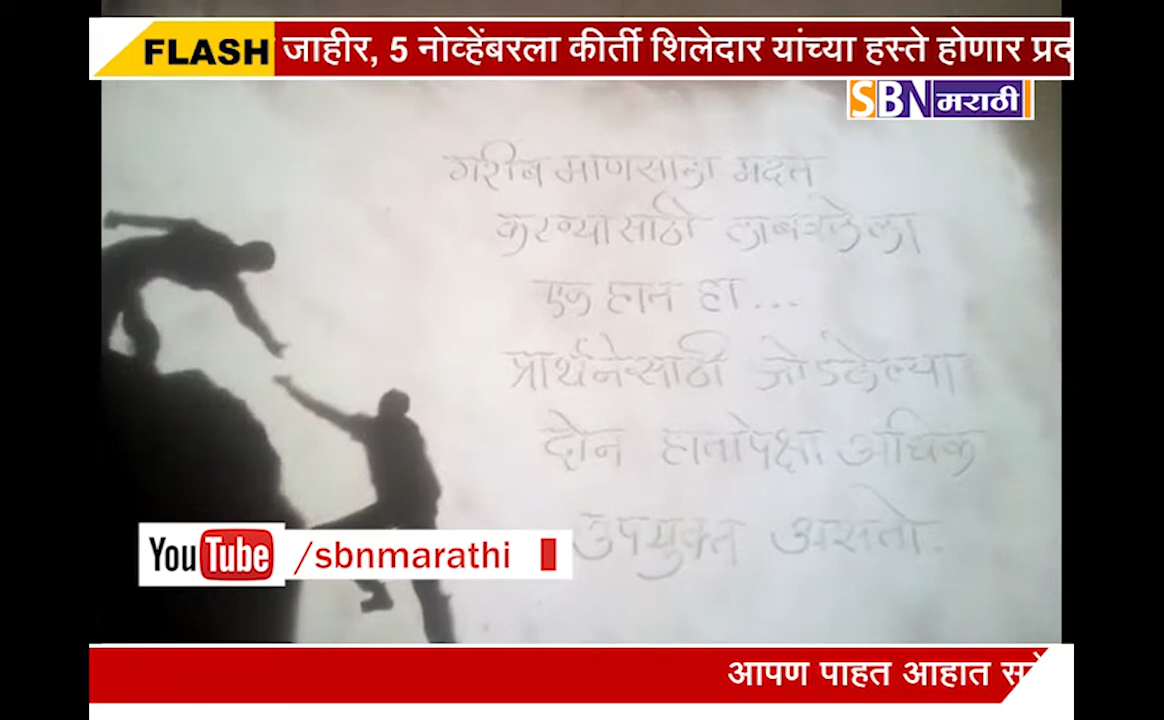 FLASH जाहीर, 5 नोव्हेंबरला कीर्ती शिलेदार यांच्या हस्ते होणार
SBN मराठी
गरीब माणसाला मदत
करण्यासाठी लांबवलेला
एक हात हा...
प्रार्थनेसाठी जोडलेल्या
दोन हातांपेक्षा अधिक
उपयुक्त असतो.
YouTube /sbnmarathi
आपण पाहत आहात